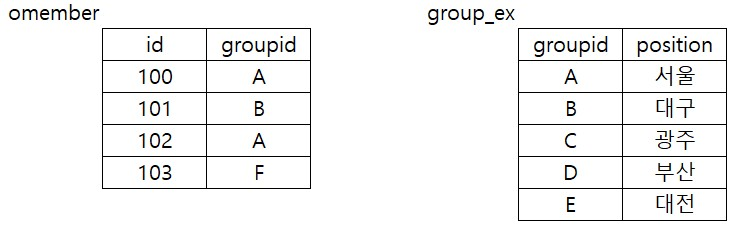 omember
id groupid
100 A
101 B
102 A
103 F
group_ex
groupid position
A 서울
B 대구
C 광주
D 부산
E 대전